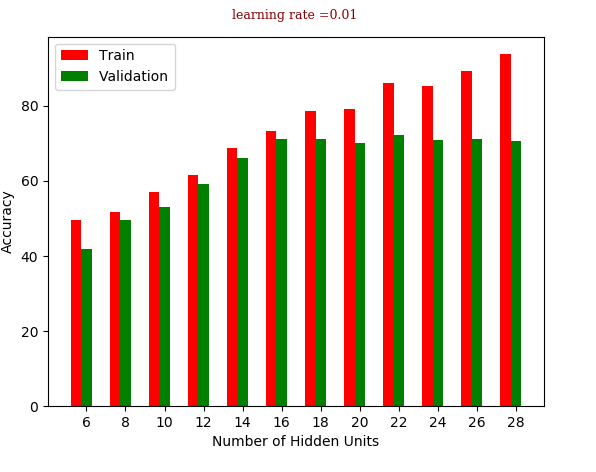 learning rate =0.01
Train
Validation
Accuracy
80
60
40
20
0
6 8 10 12 14 16 18 20 22 24 26 28
Number of Hidden Units